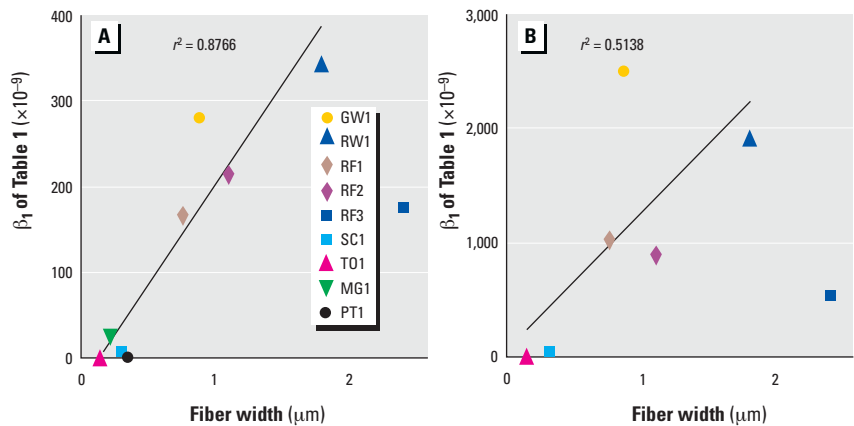 A
r² = 0.8766
400
300
200
100
0
β₁ of Table 1 (×10⁻⁹)
0
1
2
Fiber width (μm)
GW1
RW1
RF1
RF2
RF3
SC1
TO1
MG1
PT1
B
r² = 0.5138
3,000
2,000
1,000
0
β₁ of Table 1 (×10⁻⁹)
0
1
2
Fiber width (μm)